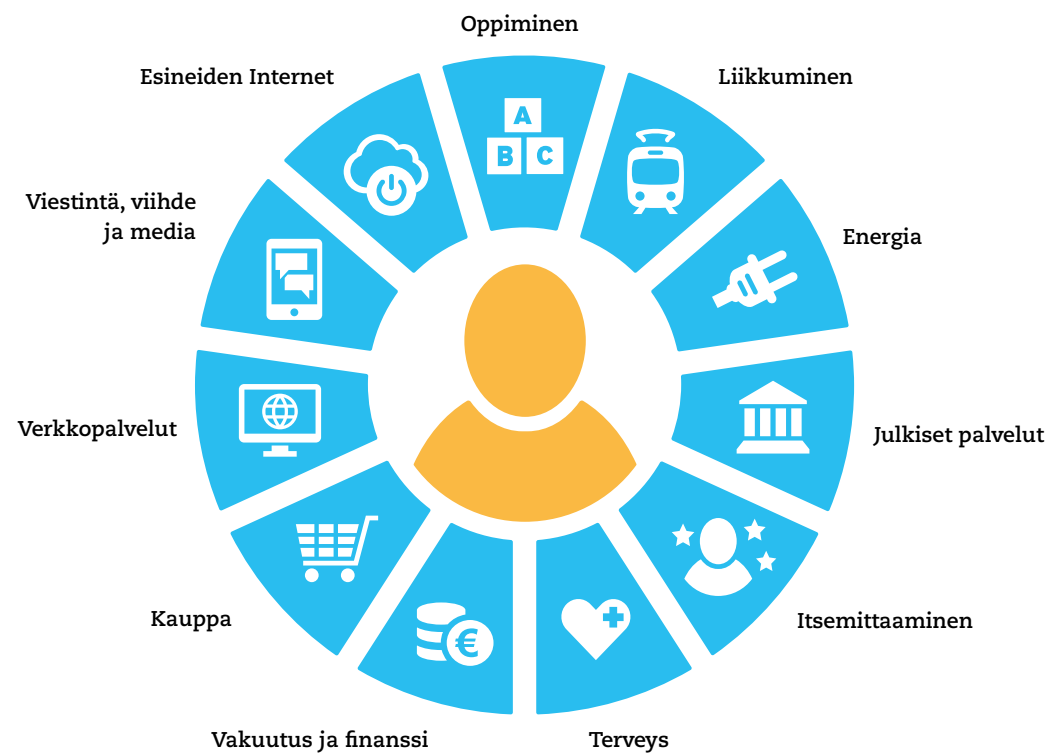 Oppiminen
Esineiden Internet
Liikkuminen
A
B C
Viestintä, viihde
ja media
Energia
Verkkopalvelut
Julkiset palvelut
Kauppa
€
Itsemittaaminen
Vakuutus ja finanssi
Terveys